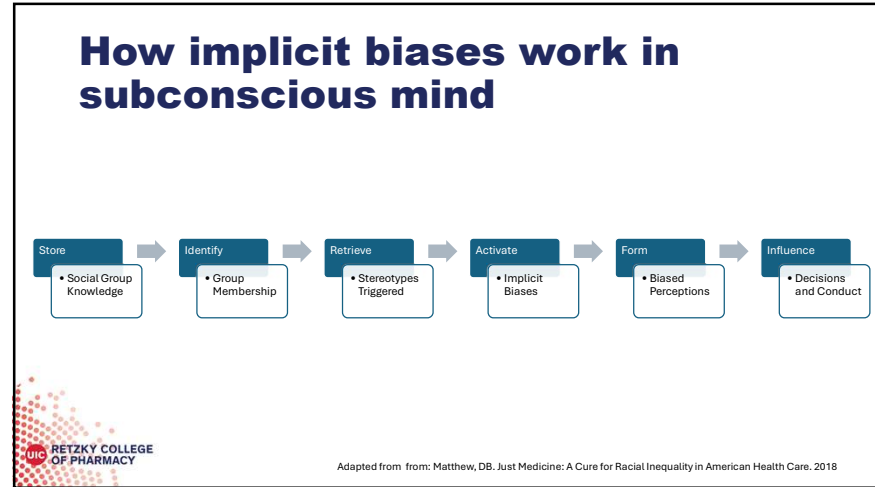 How implicit biases work in
subconscious mind
Store
• Social Group
Knowledge
Identify
• Group
Membership
Retrieve
• Stereotypes
Triggered
Activate
• Implicit
Biases
Form
• Biased
Perceptions
Influence
• Decisions
and Conduct
UIC
RETZKY COLLEGE
OF PHARMACY
Adapted from from: Matthew, DB. Just Medicine: A Cure for Racial Inequality in American Health Care. 2018